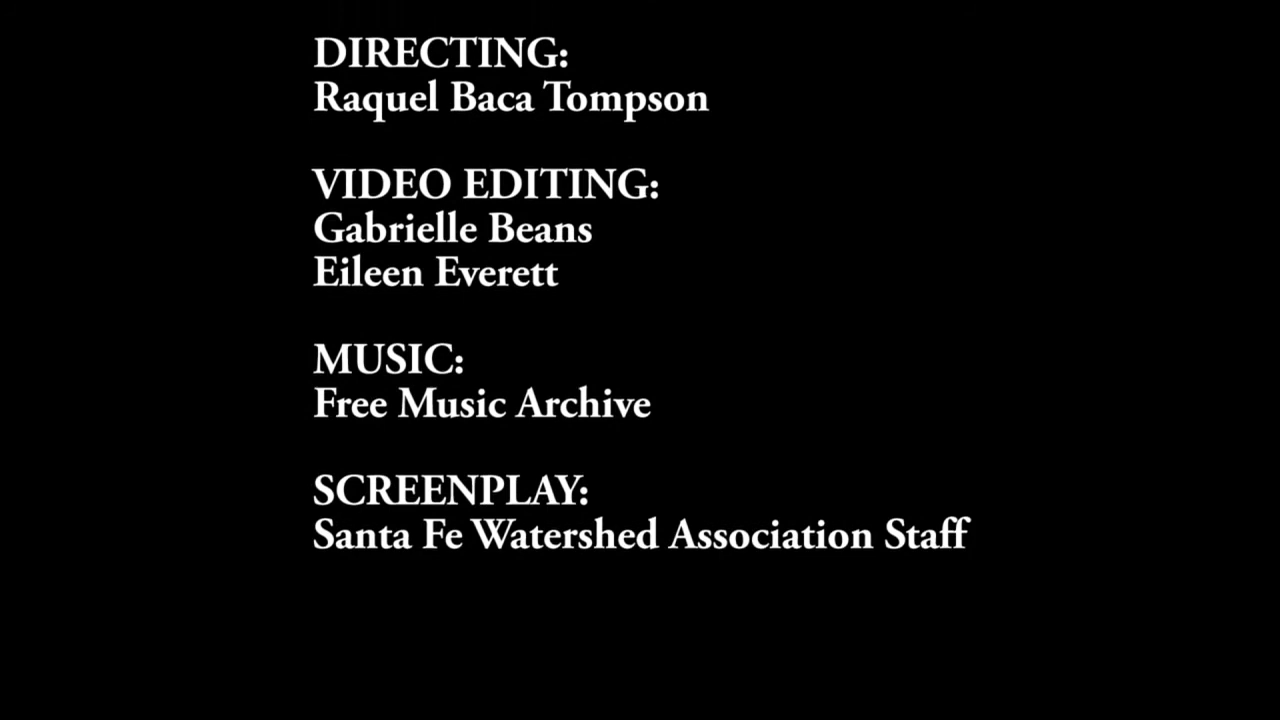 DIRECTING:
Raquel Baca Tompson
VIDEO EDITING:
Gabrielle Beans
Eileen Everett
MUSIC:
Free Music Archive
SCREENPLAY:
Santa Fe Watershed Association Staff